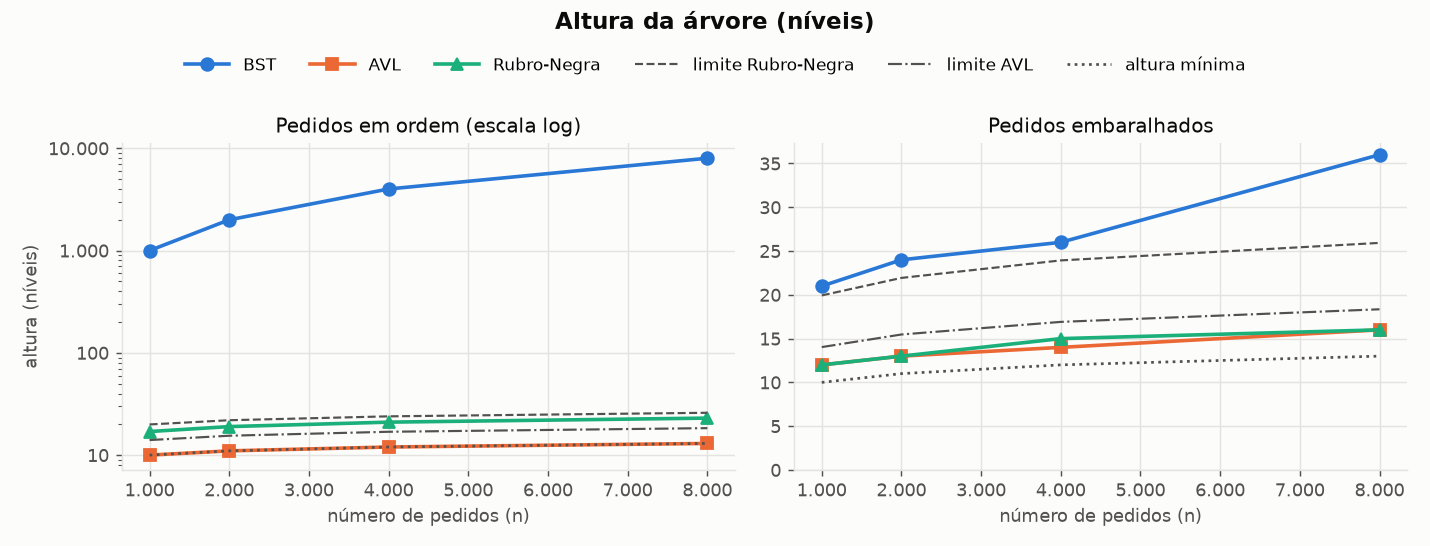 Altura da árvore (níveis)
BST AVL Rubro-Negra limite Rubro-Negra limite AVL altura mínima
Pedidos em ordem (escala log)
10.000
1.000
100
10
altura (níveis)
1.000 2.000 3.000 4.000 5.000 6.000 7.000 8.000
número de pedidos (n)
Pedidos embaralhados
35
30
25
20
15
10
5
0
1.000 2.000 3.000 4.000 5.000 6.000 7.000 8.000
número de pedidos (n)